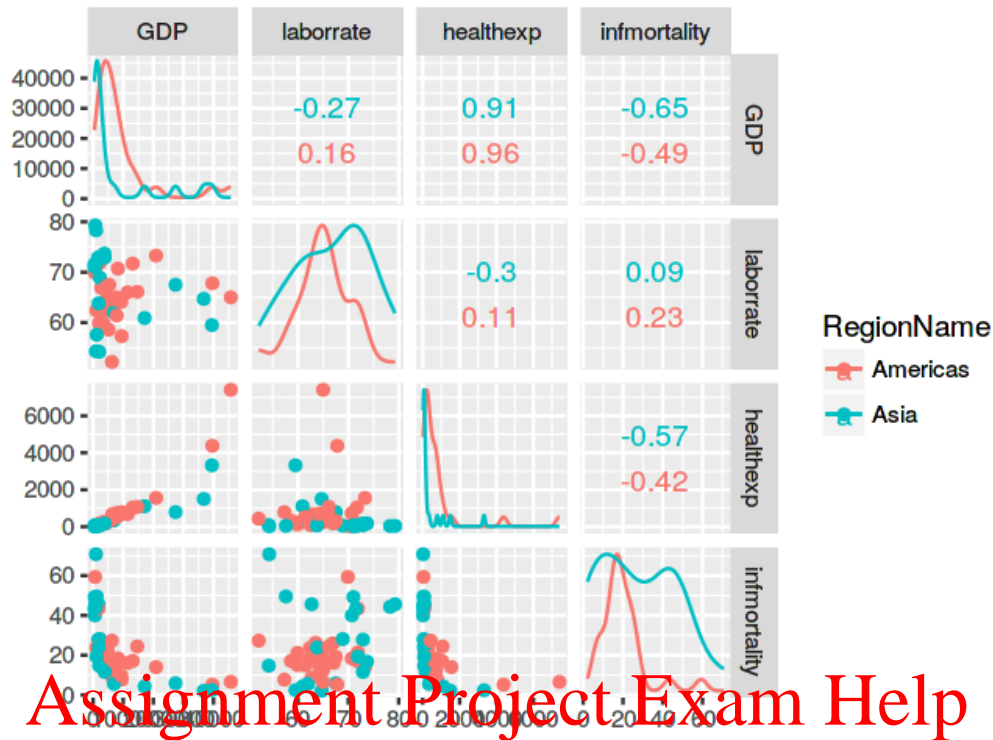 GDP laborrate healthexp infmortality
40000
30000
20000
10000
0
-0.27 0.91 -0.65
0.16 0.96 -0.49
GDP
80
70
60
-0.3 0.09
0.11 0.23
laborrate
6000
4000
2000
0
-0.57
-0.42
healthexp
60
40
20
0
infmortality
RegionName
Americas
Asia
60 70 80 0 20 40 60
Assignment Project Exam Help